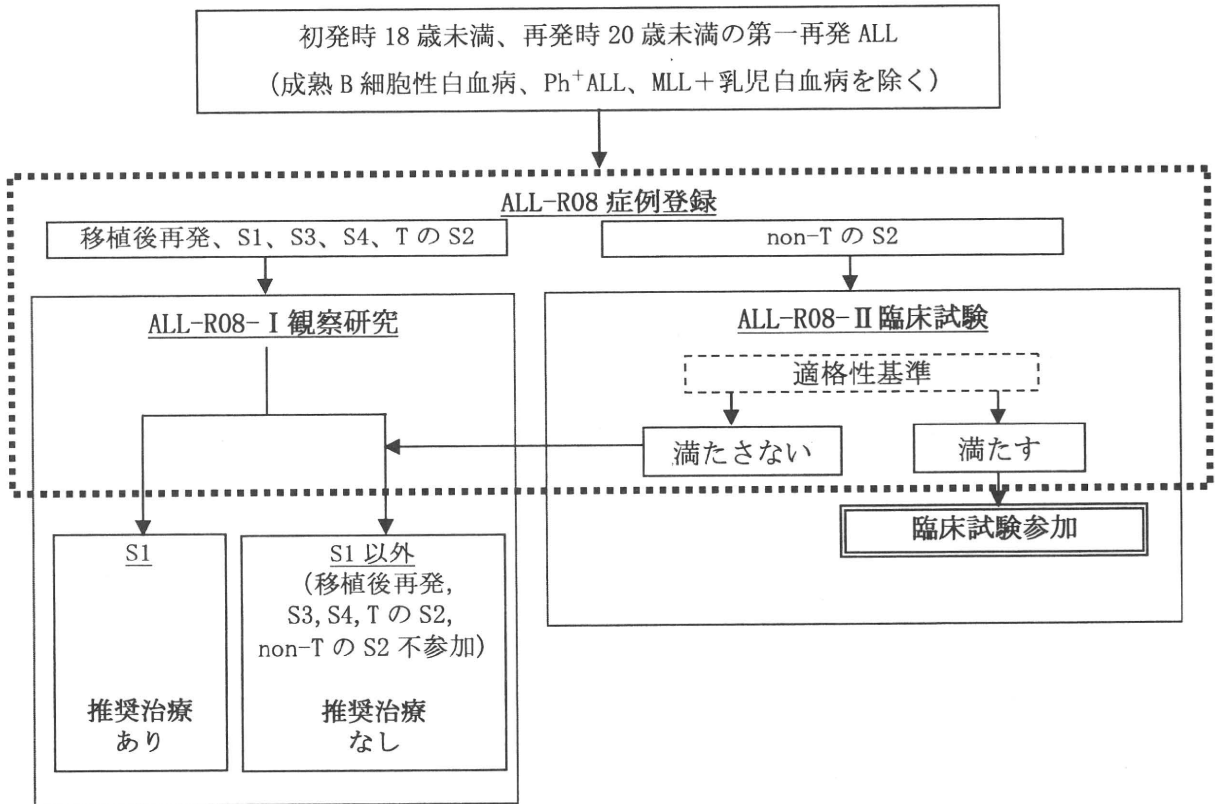 初発時 18 歳未満、再発時 20 歳未満の第一再発 ALL
(成熟 B 細胞性白血病、Ph⁺ALL、MLL＋乳児白血病を除く)
ALL-R08 症例登録
移植後再発、S1、S3、S4、T の S2
non-T の S2
ALL-R08-Ⅰ観察研究
ALL-R08-Ⅱ臨床試験
適格性基準
満たさない
満たす
臨床試験参加
S1
推奨治療
あり
S1 以外
(移植後再発,
S3, S4, T の S2,
non-T の S2 不参加)
推奨治療
なし